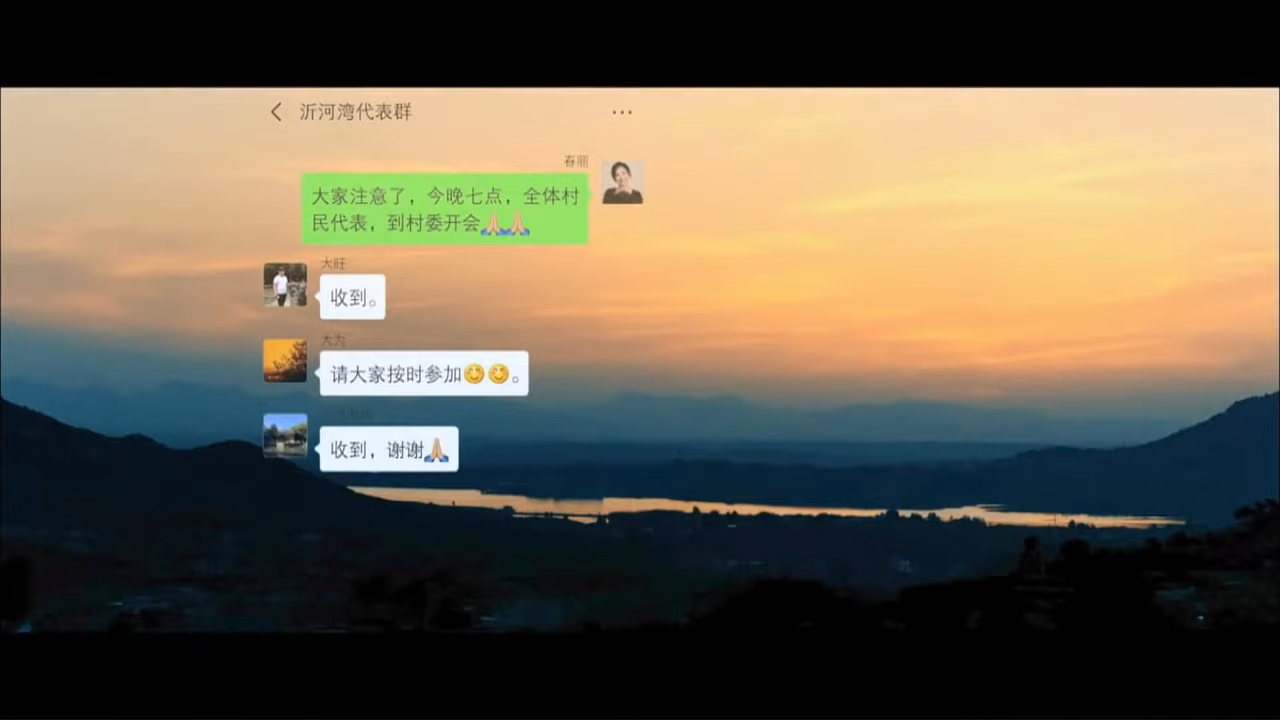 沂河湾代表群
春丽
大家注意了，今晚七点，全体村
民代表，到村委开会🙏🙏
大旺
收到。
大为
请大家按时参加😊😊。
收到，谢谢🙏